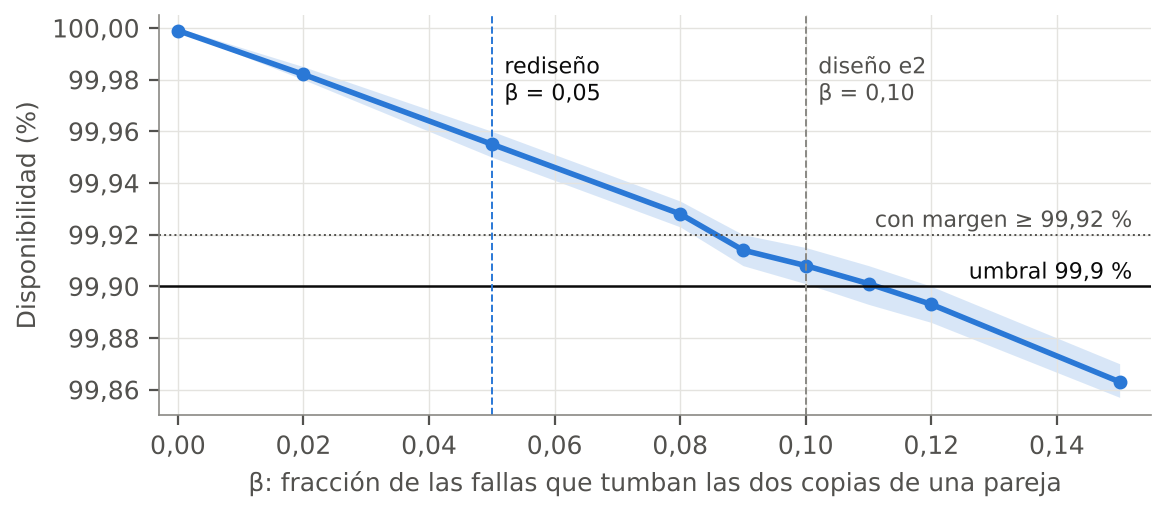 100,00
99,98
99,96
99,94
99,92
99,90
99,88
99,86
Disponibilidad (%)
rediseño
β = 0,05
diseño e2
β = 0,10
con margen ≥ 99,92 %
umbral 99,9 %
0,00 0,02 0,04 0,06 0,08 0,10 0,12 0,14
β: fracción de las fallas que tumban las dos copias de una pareja